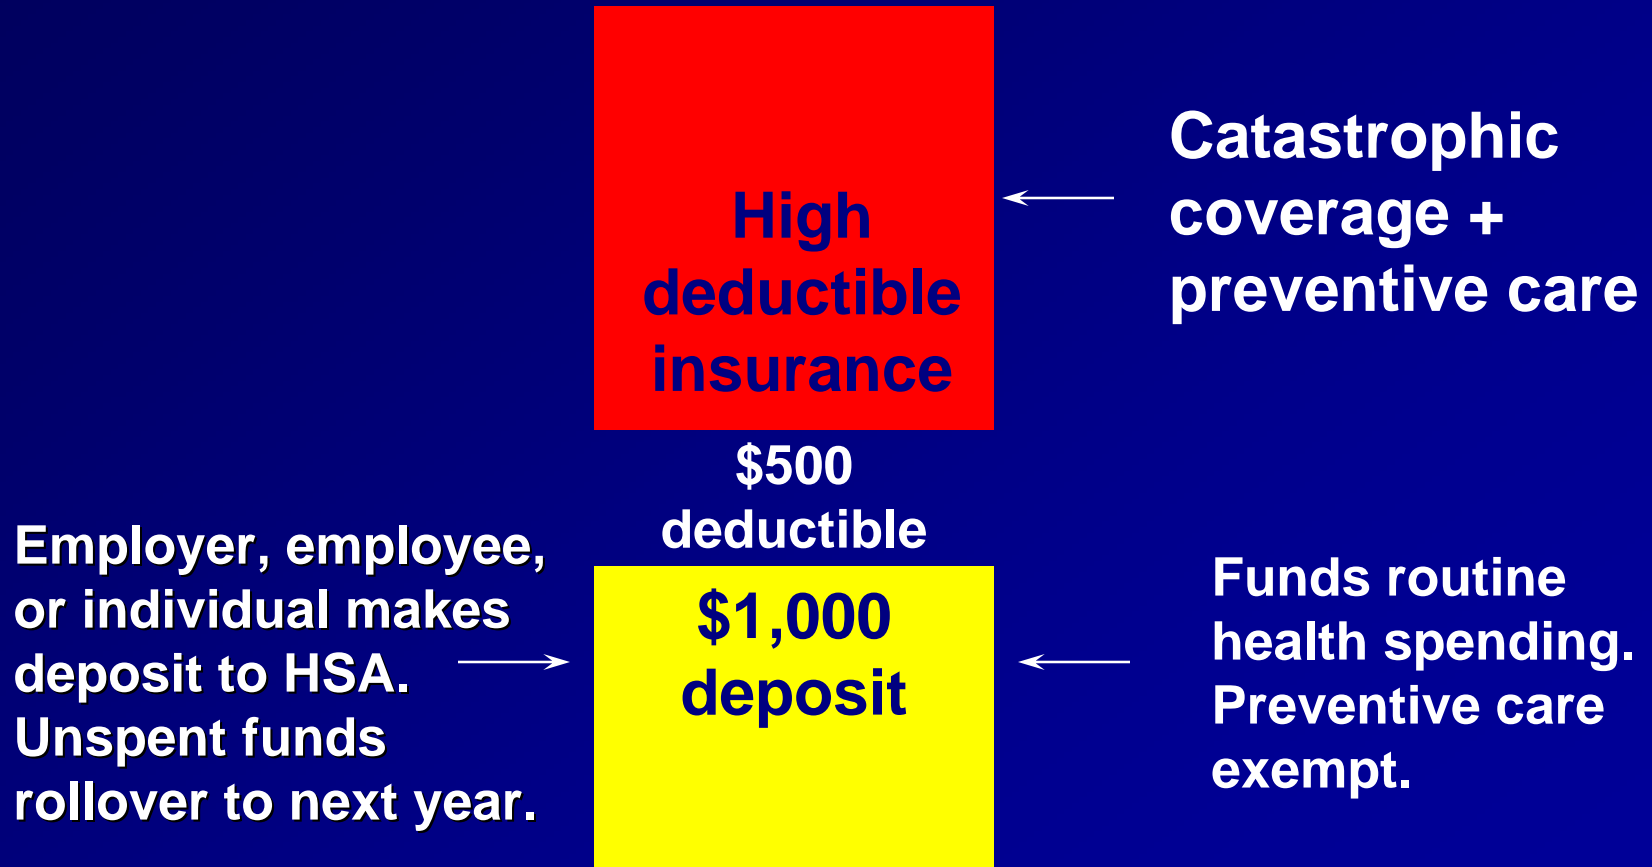 High
deductible
insurance
Catastrophic
coverage +
preventive care
$500
deductible
Employer, employee,
or individual makes
deposit to HSA.
Unspent funds
rollover to next year.
$1,000
deposit
Funds routine
health spending.
Preventive care
exempt.